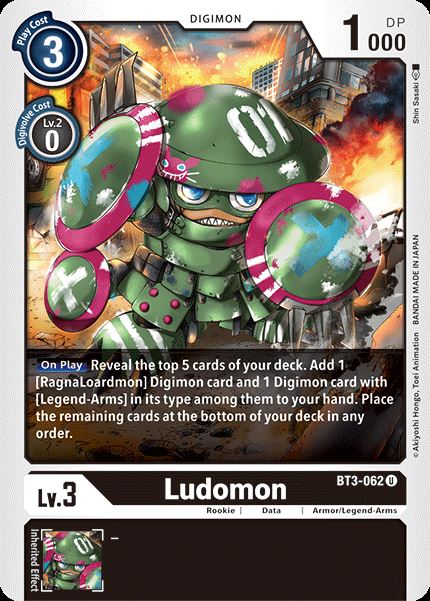 Play Cost
3
DIGIMON
1000
DP
Digivolve Cost
Lv.2
0
01
Shin Sasaki
©Akiyoshi Hongo, Toei Animation BANDAI MADE IN JAPAN
On Play Reveal the top 5 cards of your deck. Add 1
[RagnaLoardmon] Digimon card and 1 Digimon card with
[Legend-Arms] in its type among them to your hand. Place
the remaining cards at the bottom of your deck in any
order.
Lv.3
Ludomon
BT3-062 U
Rookie | Data | Armor/Legend-Arms
Inherited Effect
01
–